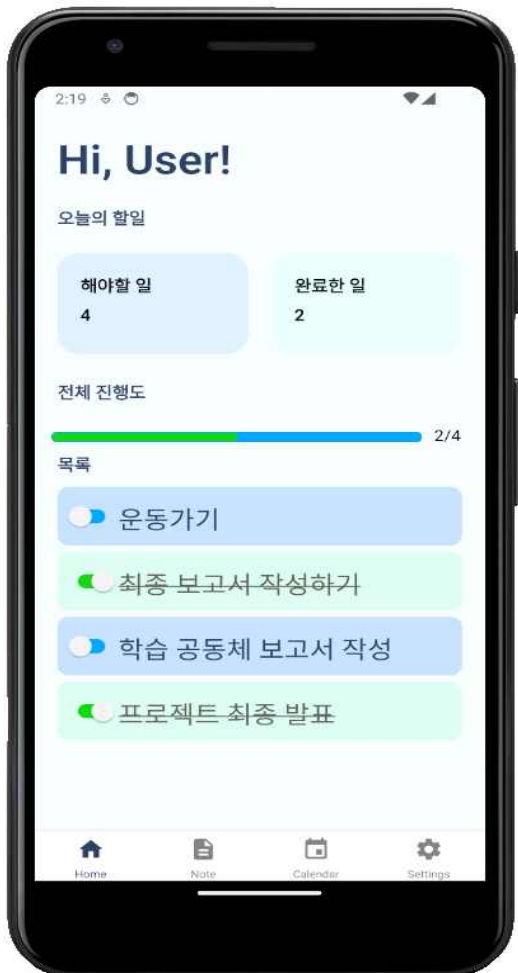 2:19
Hi, User!
오늘의 할일
해야할 일
4
완료한 일
2
전체 진행도
2/4
목록
운동가기
최종 보고서 작성하기
학습 공동체 보고서 작성
프로젝트 최종 발표
Home
Note
Calendar
Settings